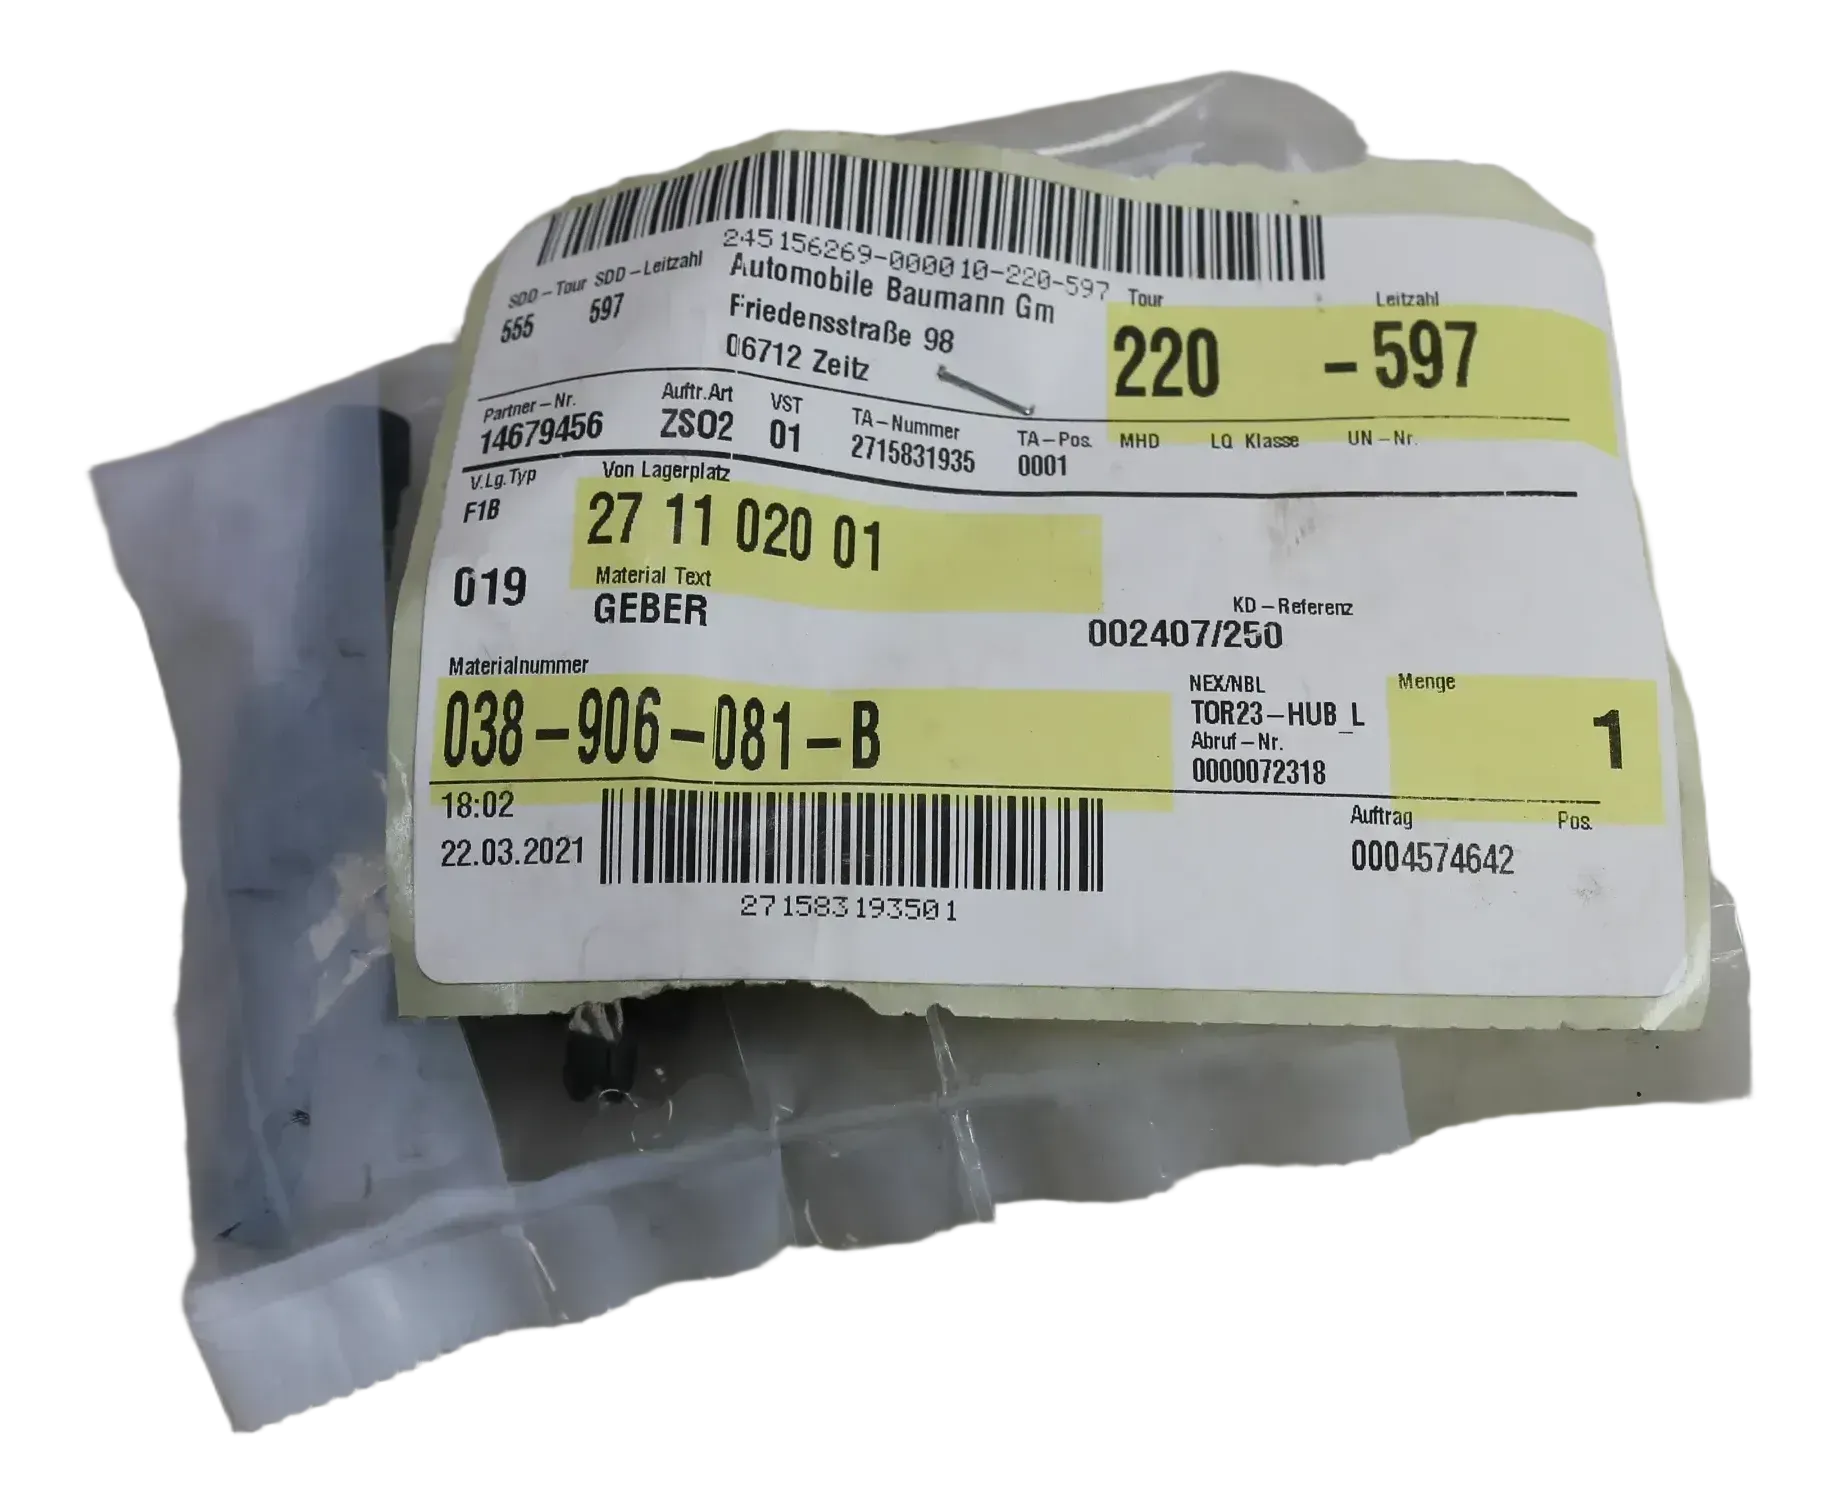 245156269-000010-220-597
SDD-Tour SDD-Leitzahl
555 597
Automobile Baumann Gm
Friedensstraße 98
06712 Zeitz
Tour Leitzahl
220 -597
Partner-Nr. Auftr.Art VST TA-Nummer TA-Pos. MHD LQ Klasse UN-Nr.
14679456 ZSO2 01 2715831935 0001
V.Lg.Typ Von Lagerplatz
F1B 27 11 020 01
Material Text
019 GEBER
KD-Referenz
002407/250
Materialnummer NEX/NBL Menge
038-906-081-B TOR23-HUB_L 1
Abruf-Nr.
0000072318
18:02 Auftrag Pos.
22.03.2021 0004574642
271583193501